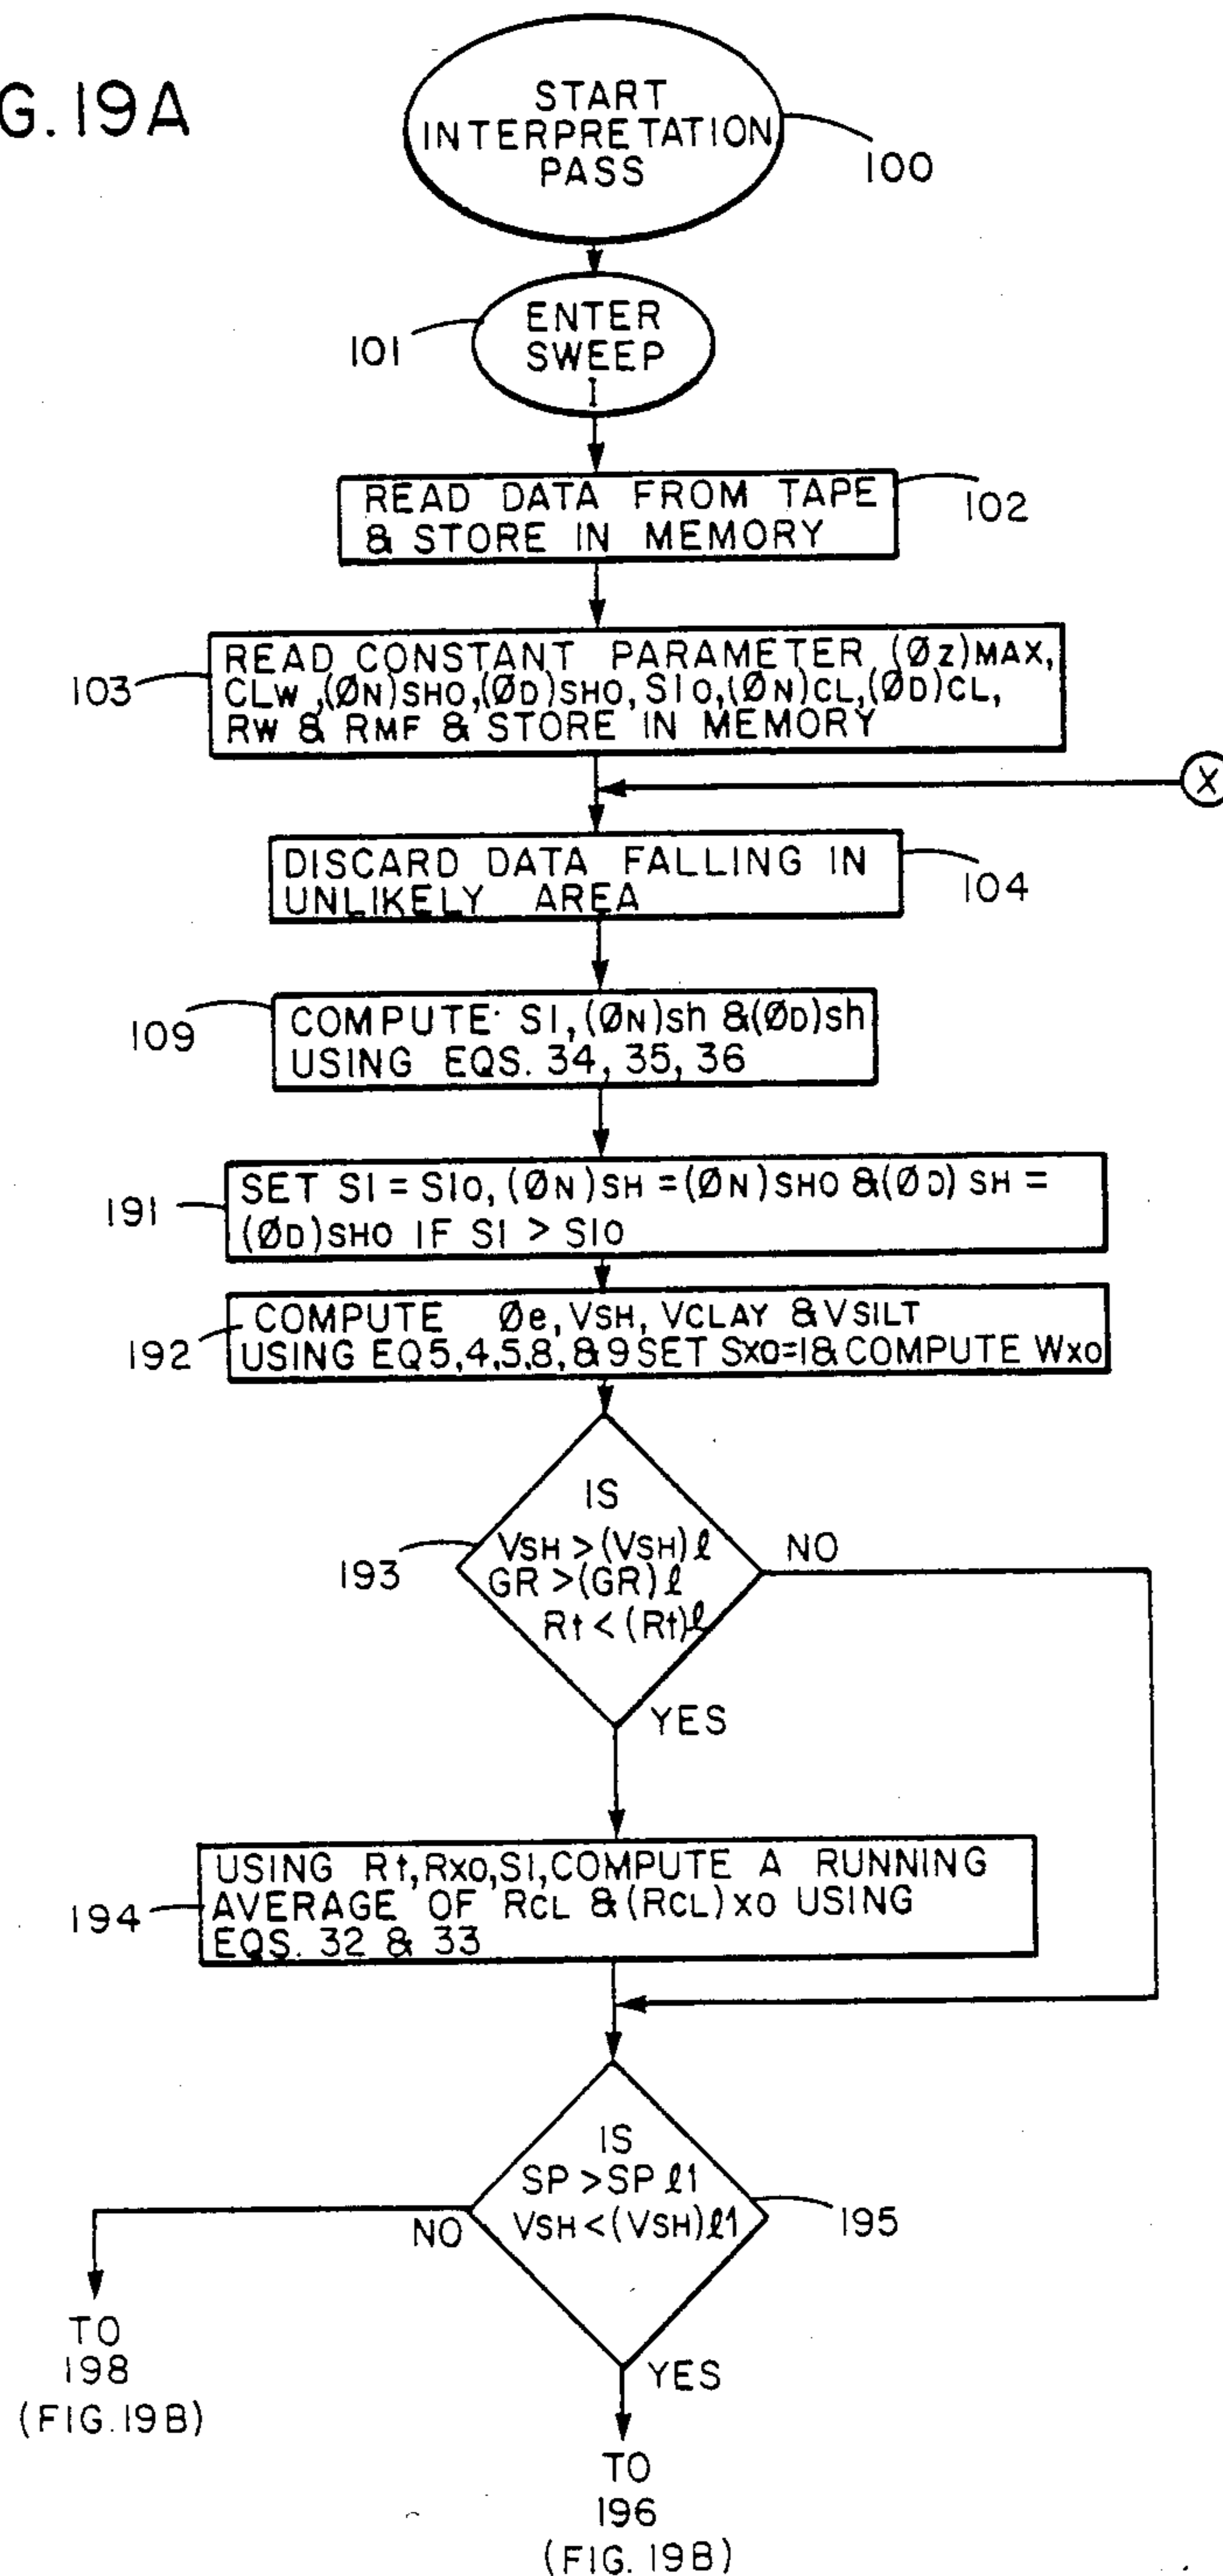 G.19A
START
INTERPRETATION
PASS
100
ENTER
SWEEP
I
101
READ DATA FROM TAPE
& STORE IN MEMORY
102
READ CONSTANT PARAMETER (Øz)MAX,
CLW,(ØN)SHO,(ØD)SHO,SIo,(ØN)CL,(ØD)CL,
RW & RMF & STORE IN MEMORY
103
X
DISCARD DATA FALLING IN
UNLIKELY AREA
104
COMPUTE SI,(ØN)sh &(ØD)sh
USING EQS. 34, 35, 36
109
SET SI = SIo, (ØN)SH =(ØN)SHO &(ØD) SH =
(ØD)SHO IF SI > SIo
191
COMPUTE Øe,VSH,VCLAY & VSILT
USING EQ5,4,5,8, & 9 SET Sxo=1& COMPUTE Wxo
192
IS
VSH >(VSH)ℓ
GR >(GR)ℓ
Rt < (Rt)ℓ
193
NO
YES
USING Rt,Rxo,SI,COMPUTE A RUNNING
AVERAGE OF RCL &(RCL)xo USING
EQS. 32 & 33
194
IS
SP >SP ℓ1
VSH <(VSH)ℓ1
195
NO
YES
TO
198
(FIG.19B)
TO
196
(FIG. 19B)